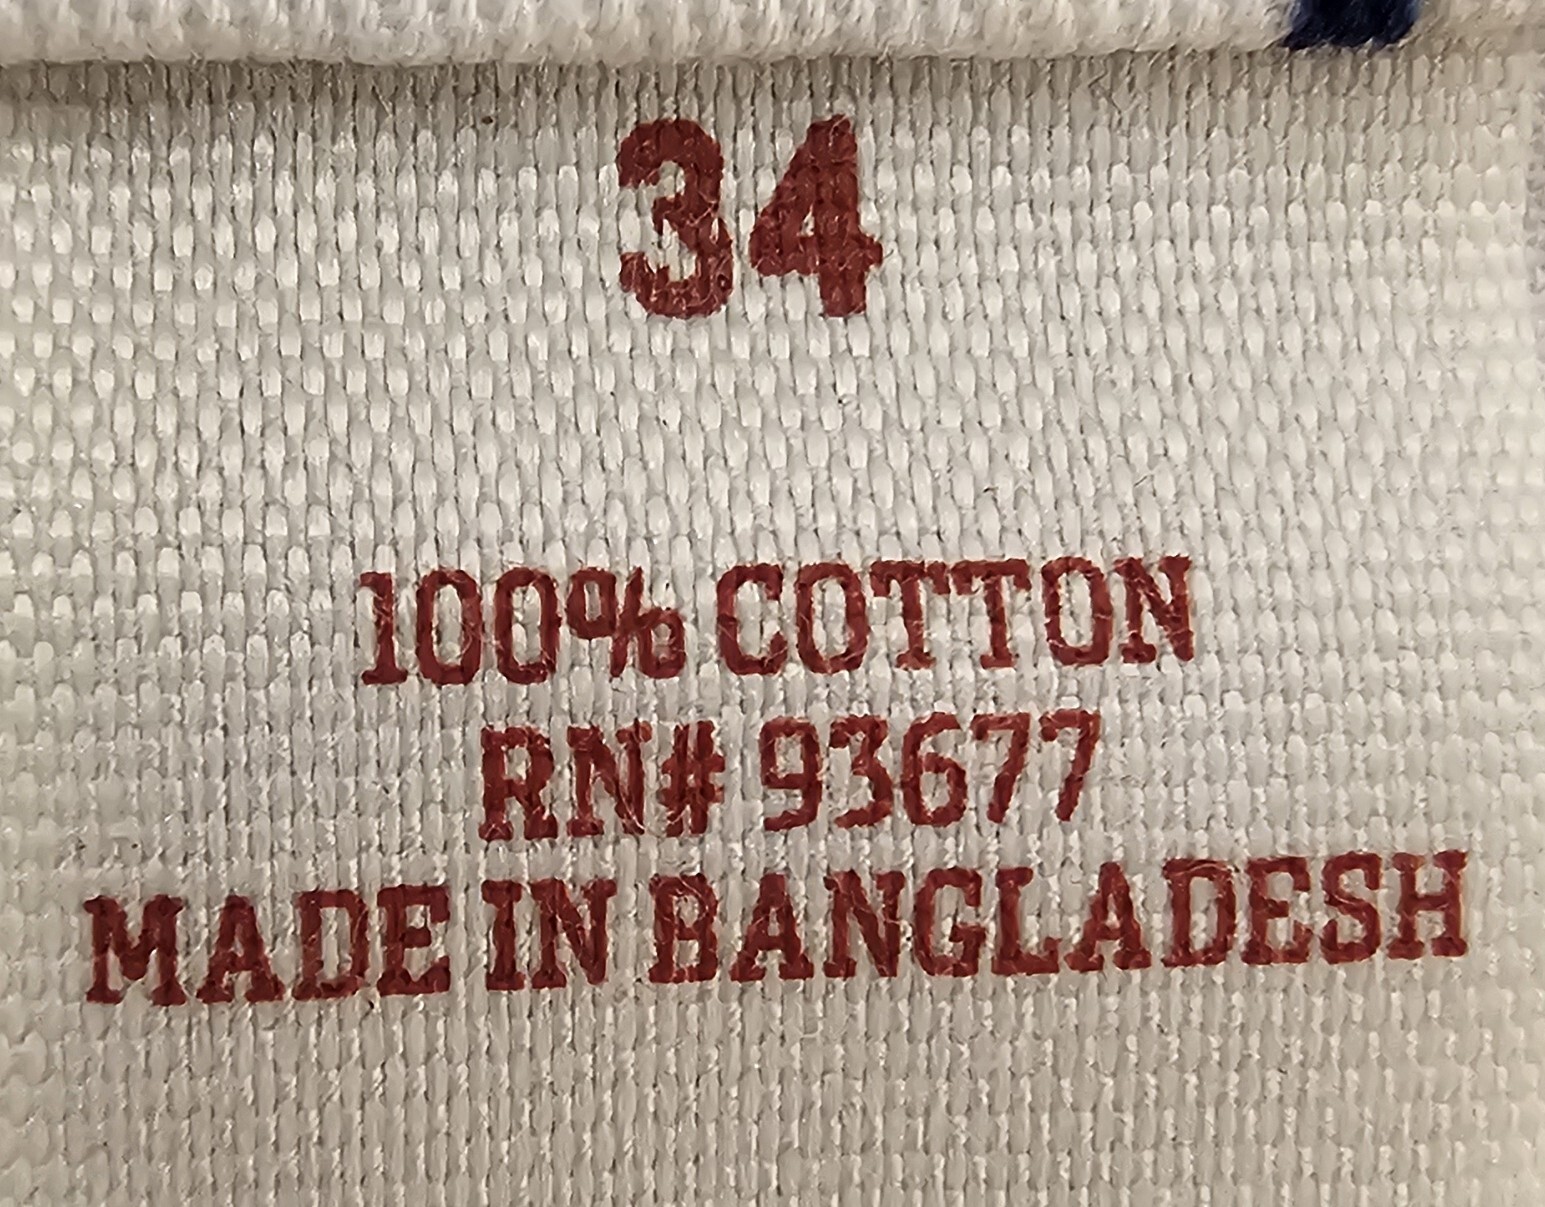 34
100% COTTON
RN# 93677
MADE IN BANGLADESH